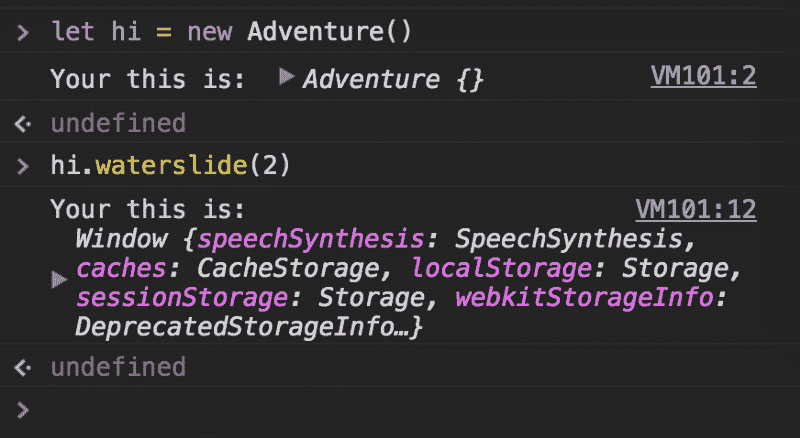 > let hi = new Adventure()
Your this is: ▶ Adventure {} VM101:2
<· undefined
> hi.waterslide(2)
Your this is: VM101:12
Window {speechSynthesis: SpeechSynthesis,
▶ caches: CacheStorage, localStorage: Storage,
sessionStorage: Storage, webkitStorageInfo:
DeprecatedStorageInfo…}
<· undefined
>